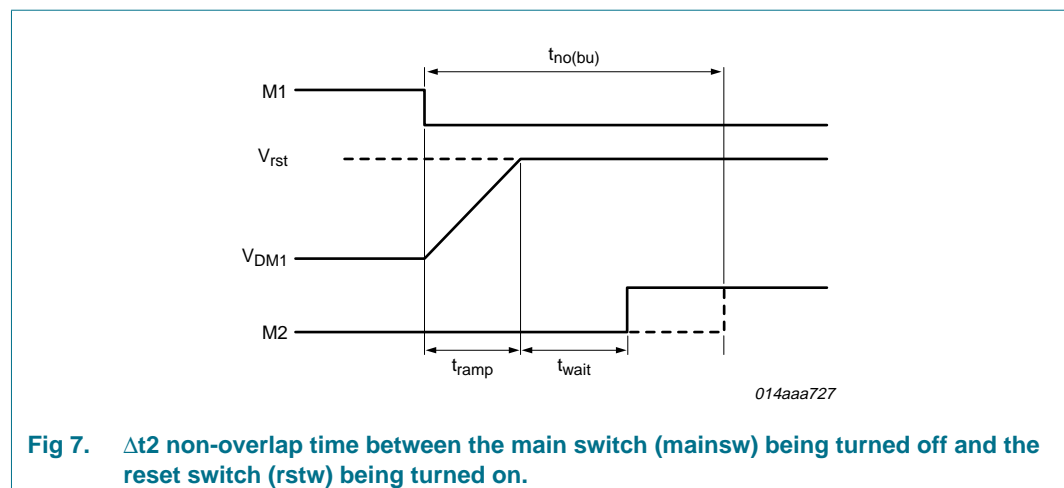 tno(bu)
M1
Vrst
VDM1
M2
tramp
twait
014aaa727
Fig 7. Δt2 non-overlap time between the main switch (mainsw) being turned off and the
reset switch (rstw) being turned on.